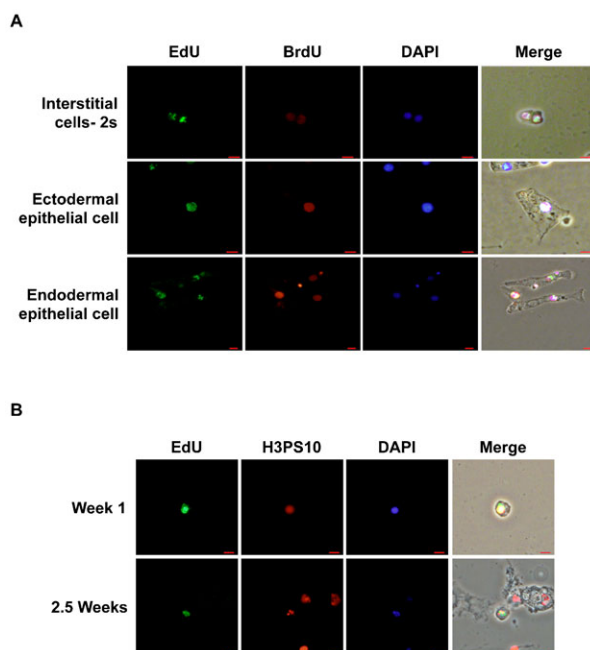 A
EdU BrdU DAPI Merge
Interstitial
cells- 2s
Ectodermal
epithelial cell
Endodermal
epithelial cell
B
EdU H3PS10 DAPI Merge
Week 1
2.5 Weeks